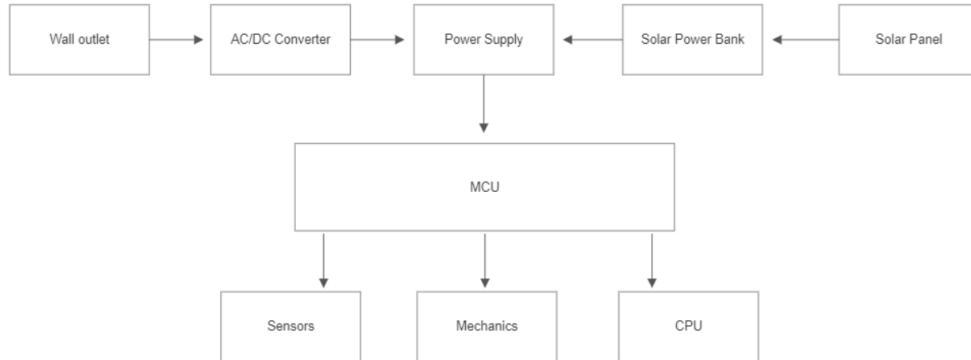 Wall outlet
AC/DC Converter
Power Supply
Solar Power Bank
Solar Panel
MCU
Sensors
Mechanics
CPU